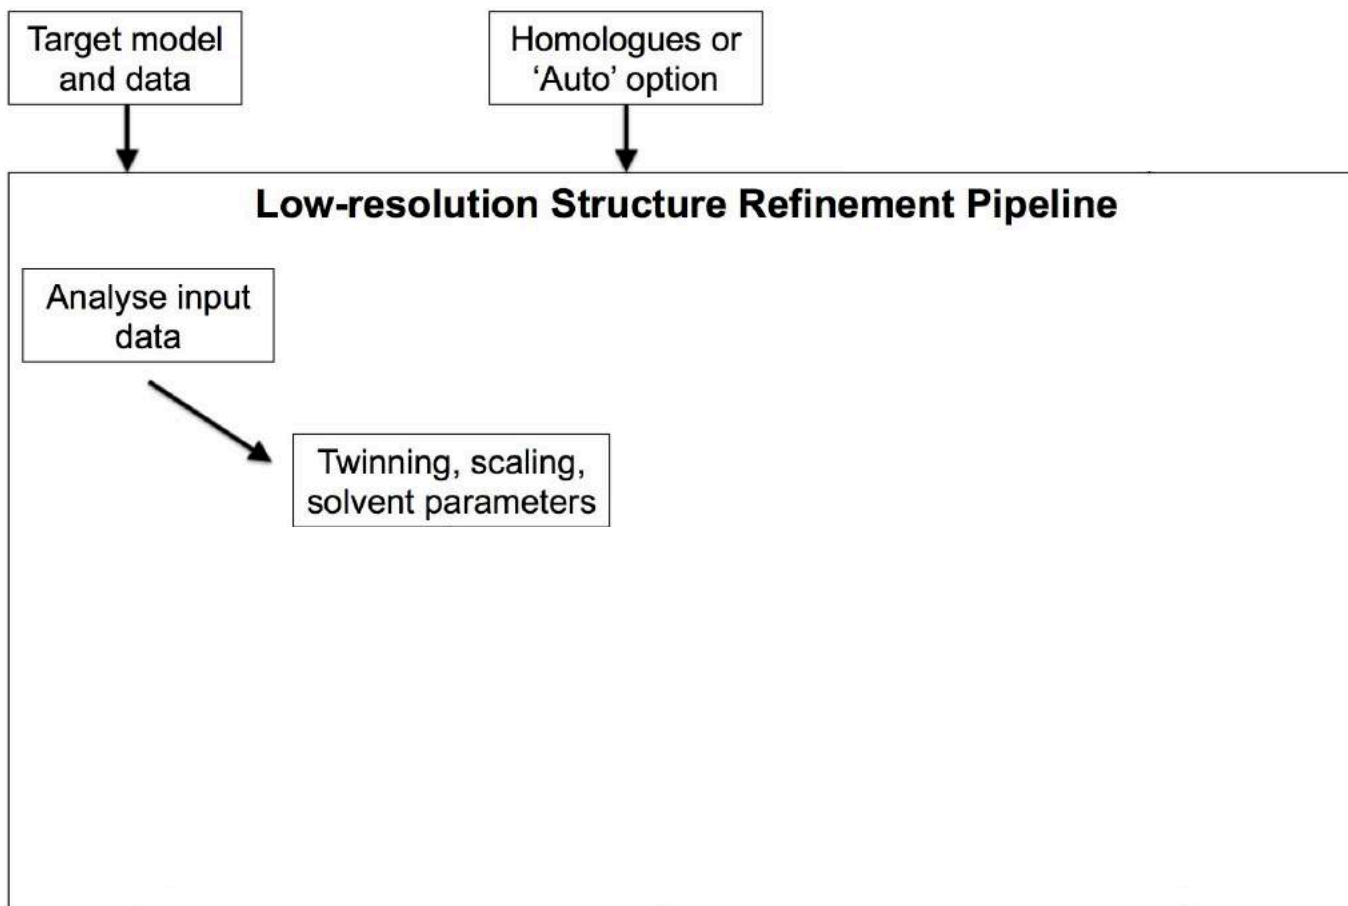 Target model
and data
Homologues or
‘Auto’ option
Low-resolution Structure Refinement Pipeline
Analyse input
data
Twinning, scaling,
solvent parameters